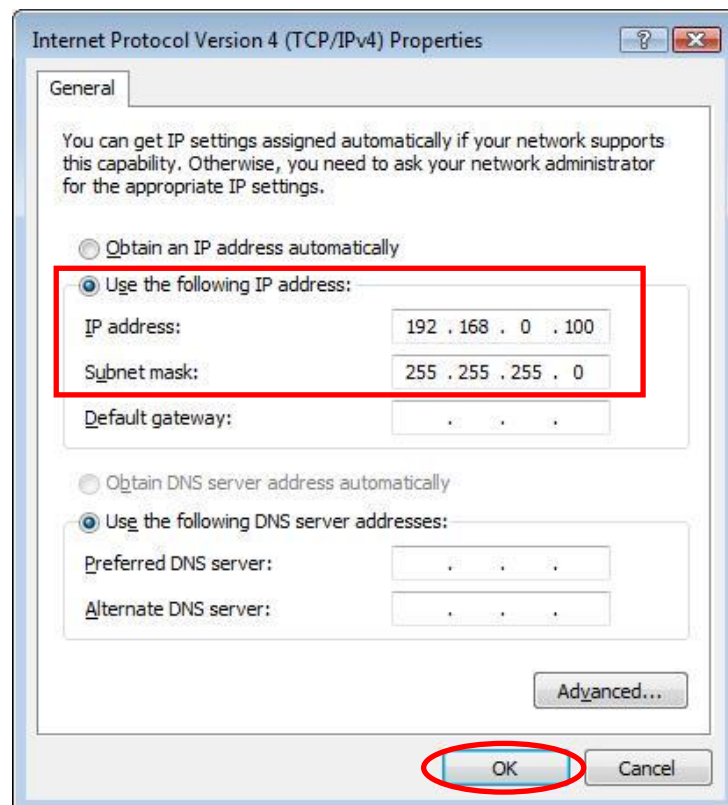 Internet Protocol Version 4 (TCP/IPv4) Properties
General
You can get IP settings assigned automatically if your network supports
this capability. Otherwise, you need to ask your network administrator
for the appropriate IP settings.
Obtain an IP address automatically
Use the following IP address:
IP address: 192 . 168 . 0 . 100
Subnet mask: 255 . 255 . 255 . 0
Default gateway: . . .
Obtain DNS server address automatically
Use the following DNS server addresses:
Preferred DNS server: . . .
Alternate DNS server: . . .
Advanced...
OK Cancel